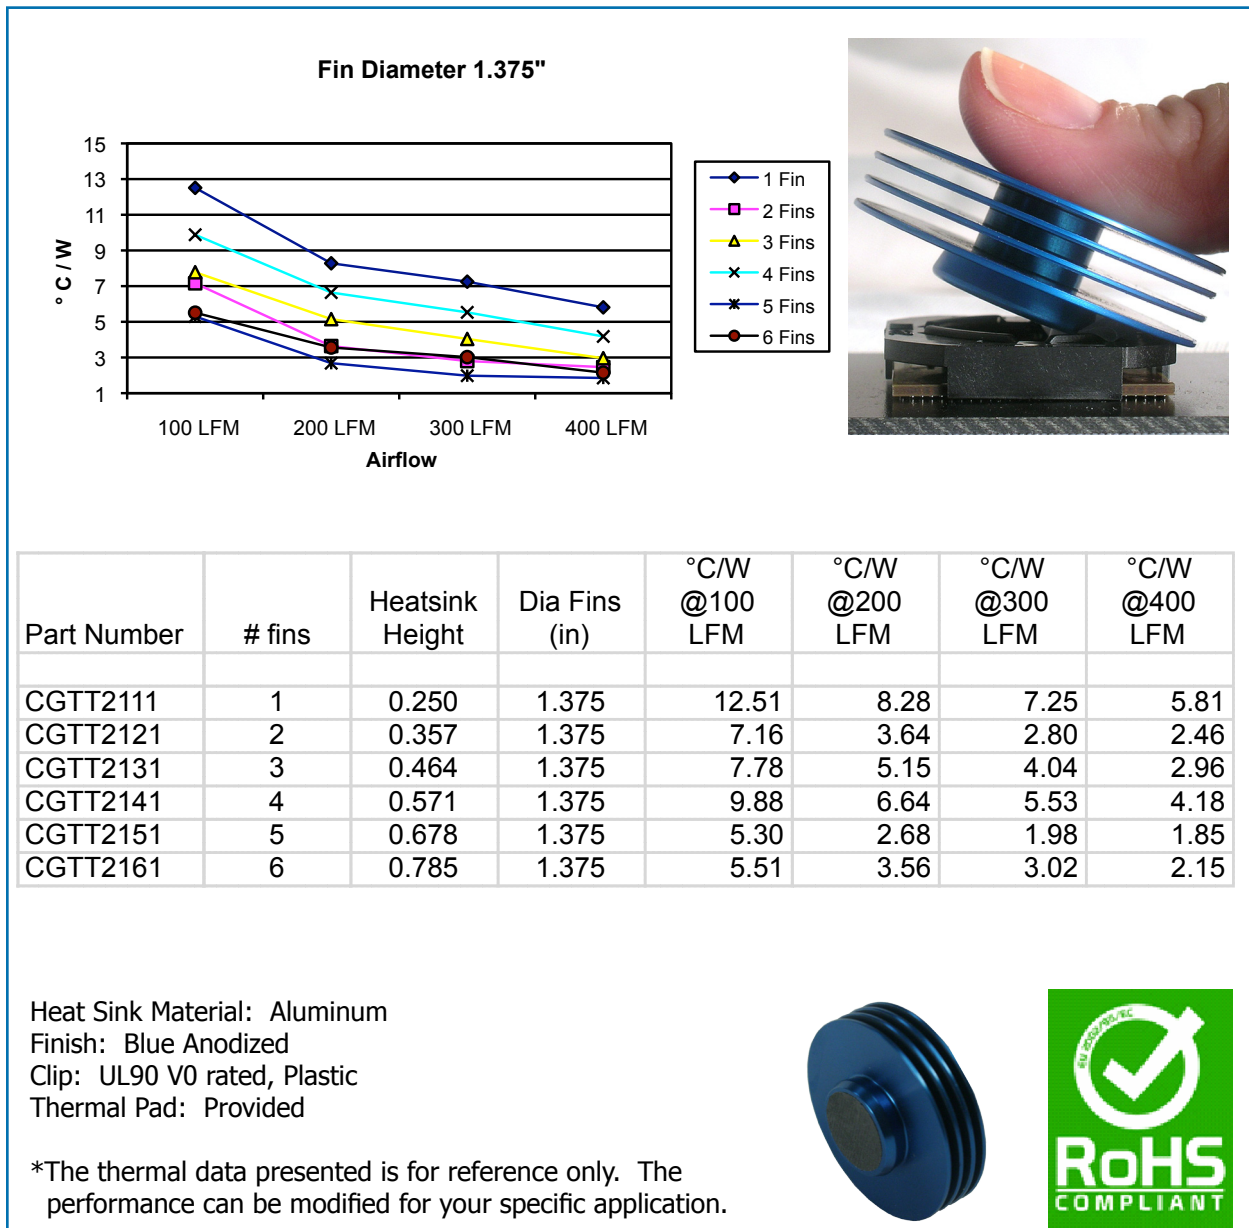 Fin Diameter 1.375"
15
13
11
9
7
5
3
1
° C / W
100 LFM 200 LFM 300 LFM 400 LFM
Airflow
1 Fin
2 Fins
3 Fins
4 Fins
5 Fins
6 Fins
Part Number # fins Heatsink Height Dia Fins (in) °C/W @100 LFM °C/W @200 LFM °C/W @300 LFM °C/W @400 LFM
CGTT2111 1 0.250 1.375 12.51 8.28 7.25 5.81
CGTT2121 2 0.357 1.375 7.16 3.64 2.80 2.46
CGTT2131 3 0.464 1.375 7.78 5.15 4.04 2.96
CGTT2141 4 0.571 1.375 9.88 6.64 5.53 4.18
CGTT2151 5 0.678 1.375 5.30 2.68 1.98 1.85
CGTT2161 6 0.785 1.375 5.51 3.56 3.02 2.15
Heat Sink Material: Aluminum
Finish: Blue Anodized
Clip: UL90 V0 rated, Plastic
Thermal Pad: Provided
*The thermal data presented is for reference only. The
performance can be modified for your specific application.
EU 2002/95/EC
RoHS
COMPLIANT